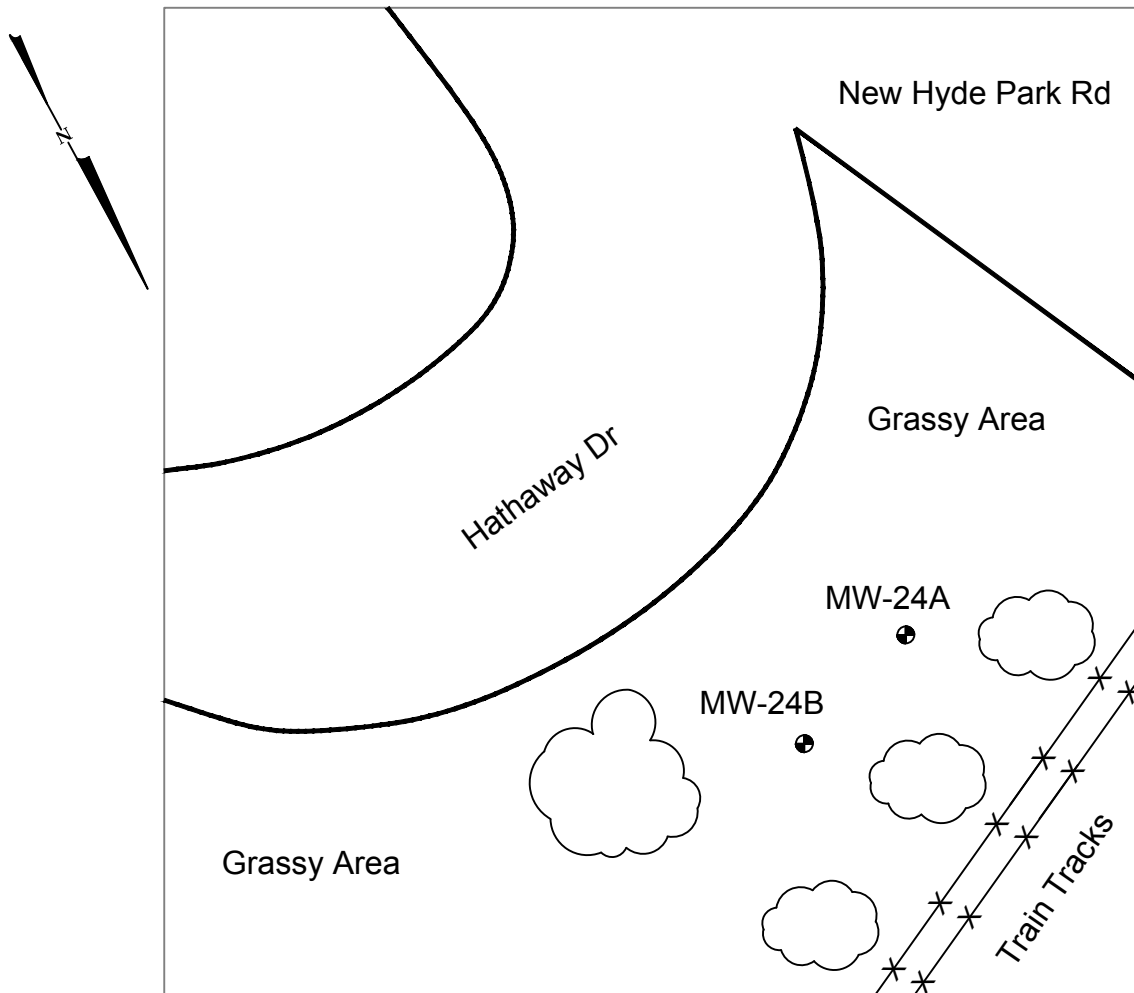 New Hyde Park Rd
N
Grassy Area
Hathaway Dr
MW-24A
MW-24B
Grassy Area
Train Tracks